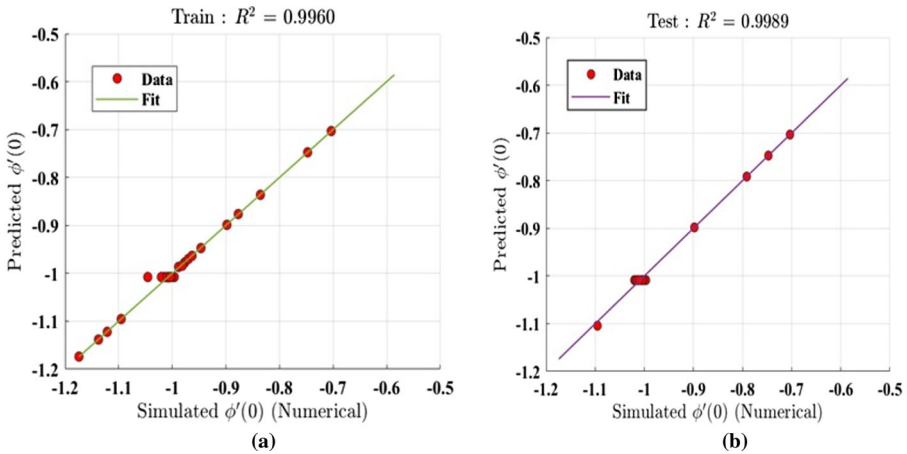 Train : R² = 0.9960
-0.5
-0.6
-0.7
-0.8
-0.9
-1
-1.1
-1.2
Predicted ϕ′(0)
Data
Fit
-1.2 -1.1 -1 -0.9 -0.8 -0.7 -0.6 -0.5
Simulated ϕ′(0) (Numerical)
(a)
Test : R² = 0.9989
-0.5
-0.6
-0.7
-0.8
-0.9
-1
-1.1
-1.2
Predicted ϕ′(0)
Data
Fit
-1.2 -1.1 -1 -0.9 -0.8 -0.7 -0.6 -0.5
Simulated ϕ′(0) (Numerical)
(b)